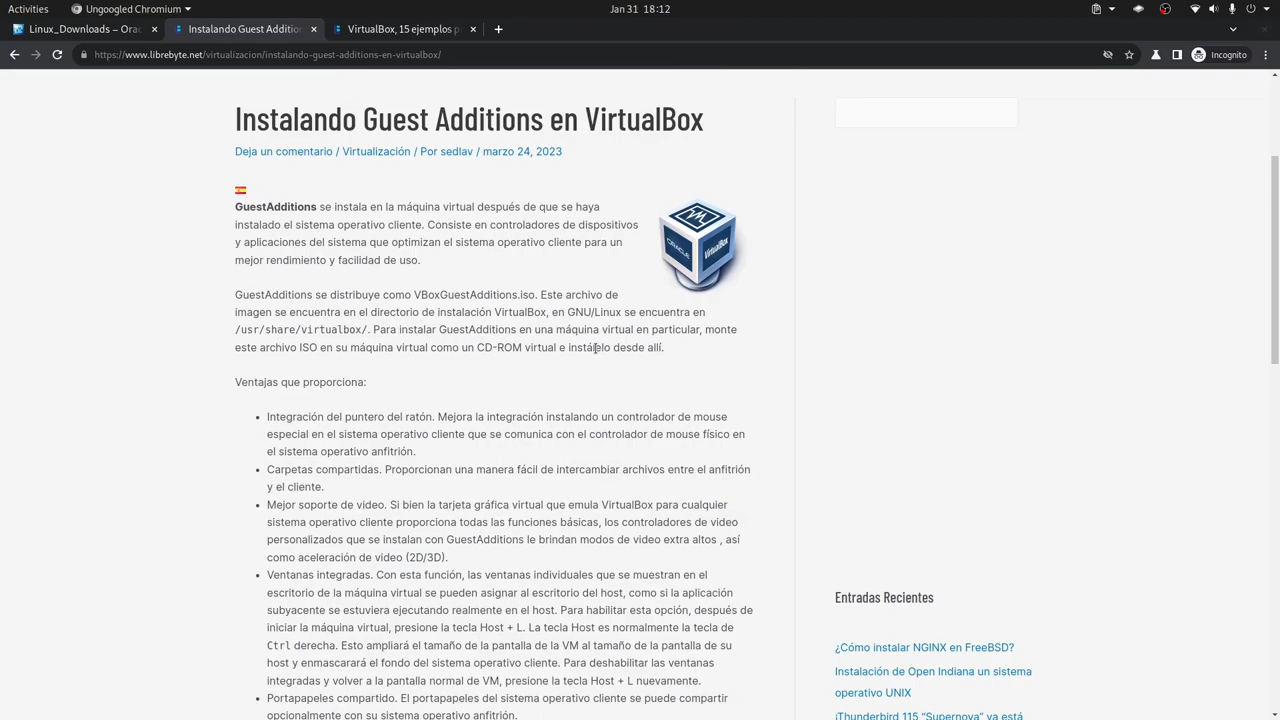 Activities
Ungoogled Chromium
Jan 31 18:12
Linux_Downloads – Orac
Instalando Guest Addition
VirtualBox, 15 ejemplos p
https://www.librebyte.net/virtualizacion/instalando-guest-additions-en-virtualbox/
Incognito
Instalando Guest Additions en VirtualBox
Deja un comentario / Virtualización / Por sedlav / marzo 24, 2023
GuestAdditions se instala en la máquina virtual después de que se haya
instalado el sistema operativo cliente. Consiste en controladores de dispositivos
y aplicaciones del sistema que optimizan el sistema operativo cliente para un
mejor rendimiento y facilidad de uso.
ORACLE
VirtualBox
GuestAdditions se distribuye como VBoxGuestAdditions.iso. Este archivo de
imagen se encuentra en el directorio de instalación VirtualBox, en GNU/Linux se encuentra en
/usr/share/virtualbox/. Para instalar GuestAdditions en una máquina virtual en particular, monte
este archivo ISO en su máquina virtual como un CD-ROM virtual e instálelo desde allí.
Ventajas que proporciona:
• Integración del puntero del ratón. Mejora la integración instalando un controlador de mouse
especial en el sistema operativo cliente que se comunica con el controlador de mouse físico en
el sistema operativo anfitrión.
• Carpetas compartidas. Proporcionan una manera fácil de intercambiar archivos entre el anfitrión
y el cliente.
• Mejor soporte de video. Si bien la tarjeta gráfica virtual que emula VirtualBox para cualquier
sistema operativo cliente proporciona todas las funciones básicas, los controladores de video
personalizados que se instalan con GuestAdditions le brindan modos de video extra altos , así
como aceleración de video (2D/3D).
• Ventanas integradas. Con esta función, las ventanas individuales que se muestran en el
escritorio de la máquina virtual se pueden asignar al escritorio del host, como si la aplicación
subyacente se estuviera ejecutando realmente en el host. Para habilitar esta opción, después de
iniciar la máquina virtual, presione la tecla Host + L. La tecla Host es normalmente la tecla de
Ctrl derecha. Esto ampliará el tamaño de la pantalla de la VM al tamaño de la pantalla de su
host y enmascarará el fondo del sistema operativo cliente. Para deshabilitar las ventanas
integradas y volver a la pantalla normal de VM, presione la tecla Host + L nuevamente.
• Portapapeles compartido. El portapapeles del sistema operativo cliente se puede compartir
opcionalmente con su sistema operativo anfitrión.
Entradas Recientes
¿Cómo instalar NGINX en FreeBSD?
Instalación de Open Indiana un sistema
operativo UNIX
¡Thunderbird 115 “Supernova” ya está